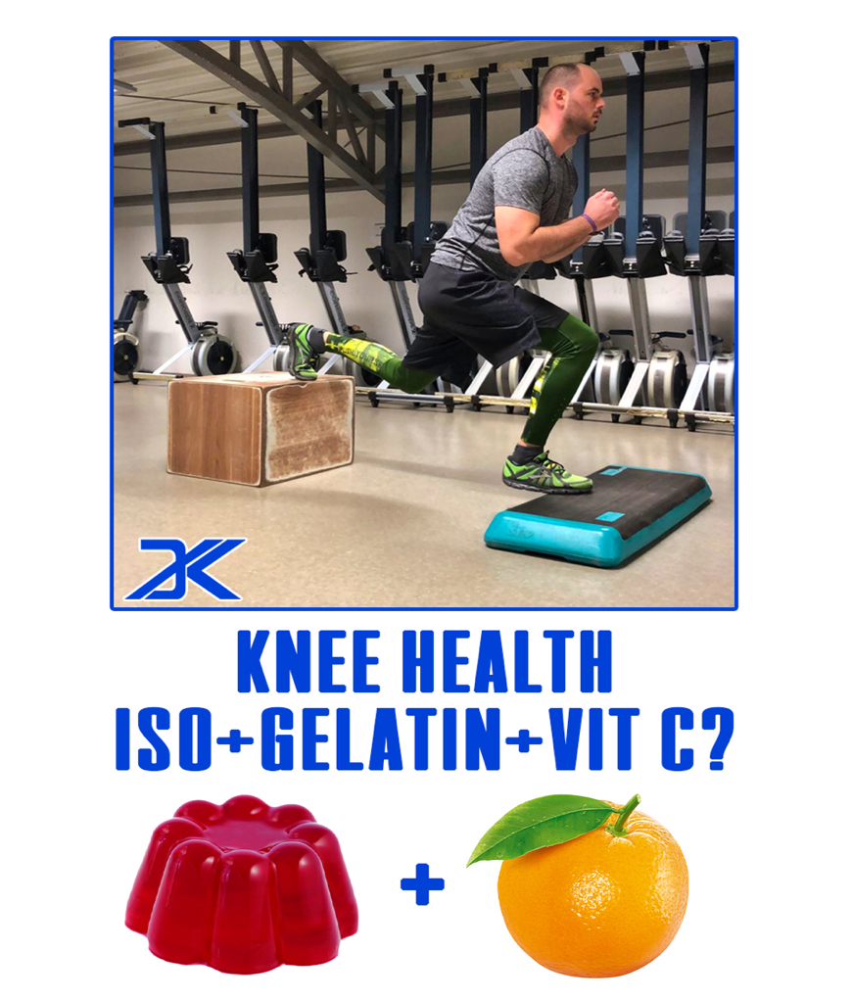 KNEE HEALTH
ISO+GELATIN+VIT C?
+